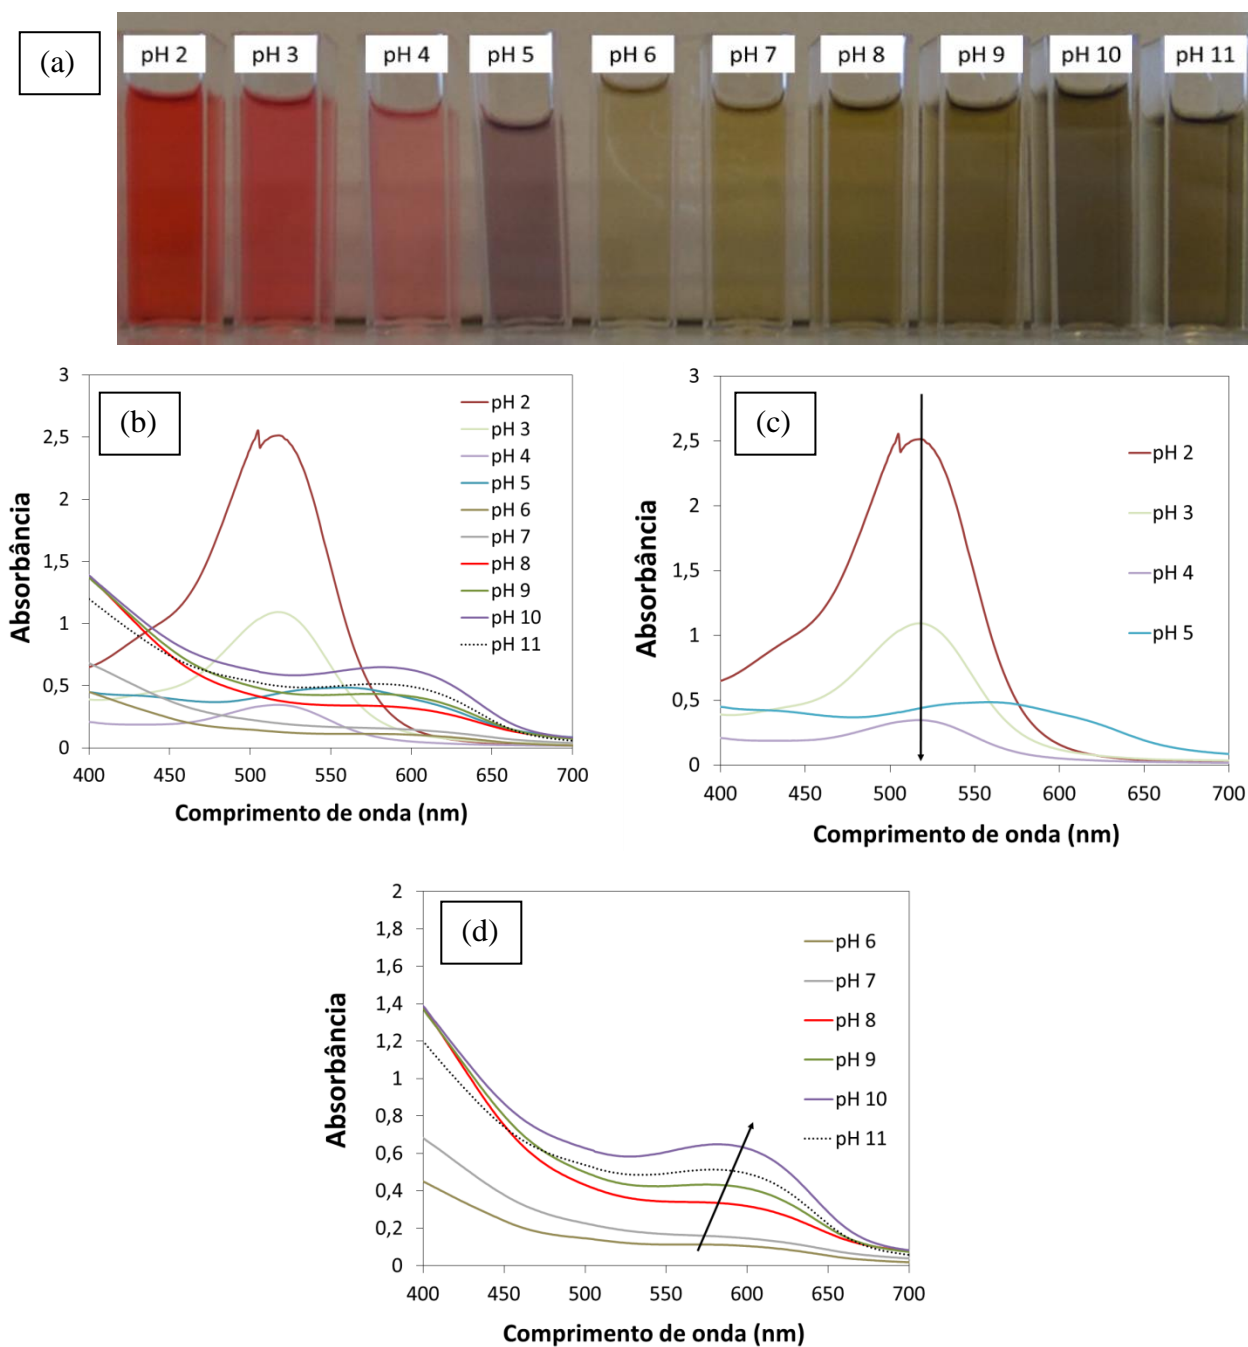 (a)
pH 2 pH 3 pH 4 pH 5 pH 6 pH 7 pH 8 pH 9 pH 10 pH 11
(b)
3
2,5
2
1,5
1
0,5
0
Absorbância
400 450 500 550 600 650 700
Comprimento de onda (nm)
pH 2
pH 3
pH 4
pH 5
pH 6
pH 7
pH 8
pH 9
pH 10
pH 11
(c)
3
2,5
2
1,5
1
0,5
0
Absorbância
400 450 500 550 600 650 700
Comprimento de onda (nm)
pH 2
pH 3
pH 4
pH 5
(d)
2
1,8
1,6
1,4
1,2
1
0,8
0,6
0,4
0,2
0
Absorbância
400 450 500 550 600 650 700
Comprimento de onda (nm)
pH 6
pH 7
pH 8
pH 9
pH 10
pH 11